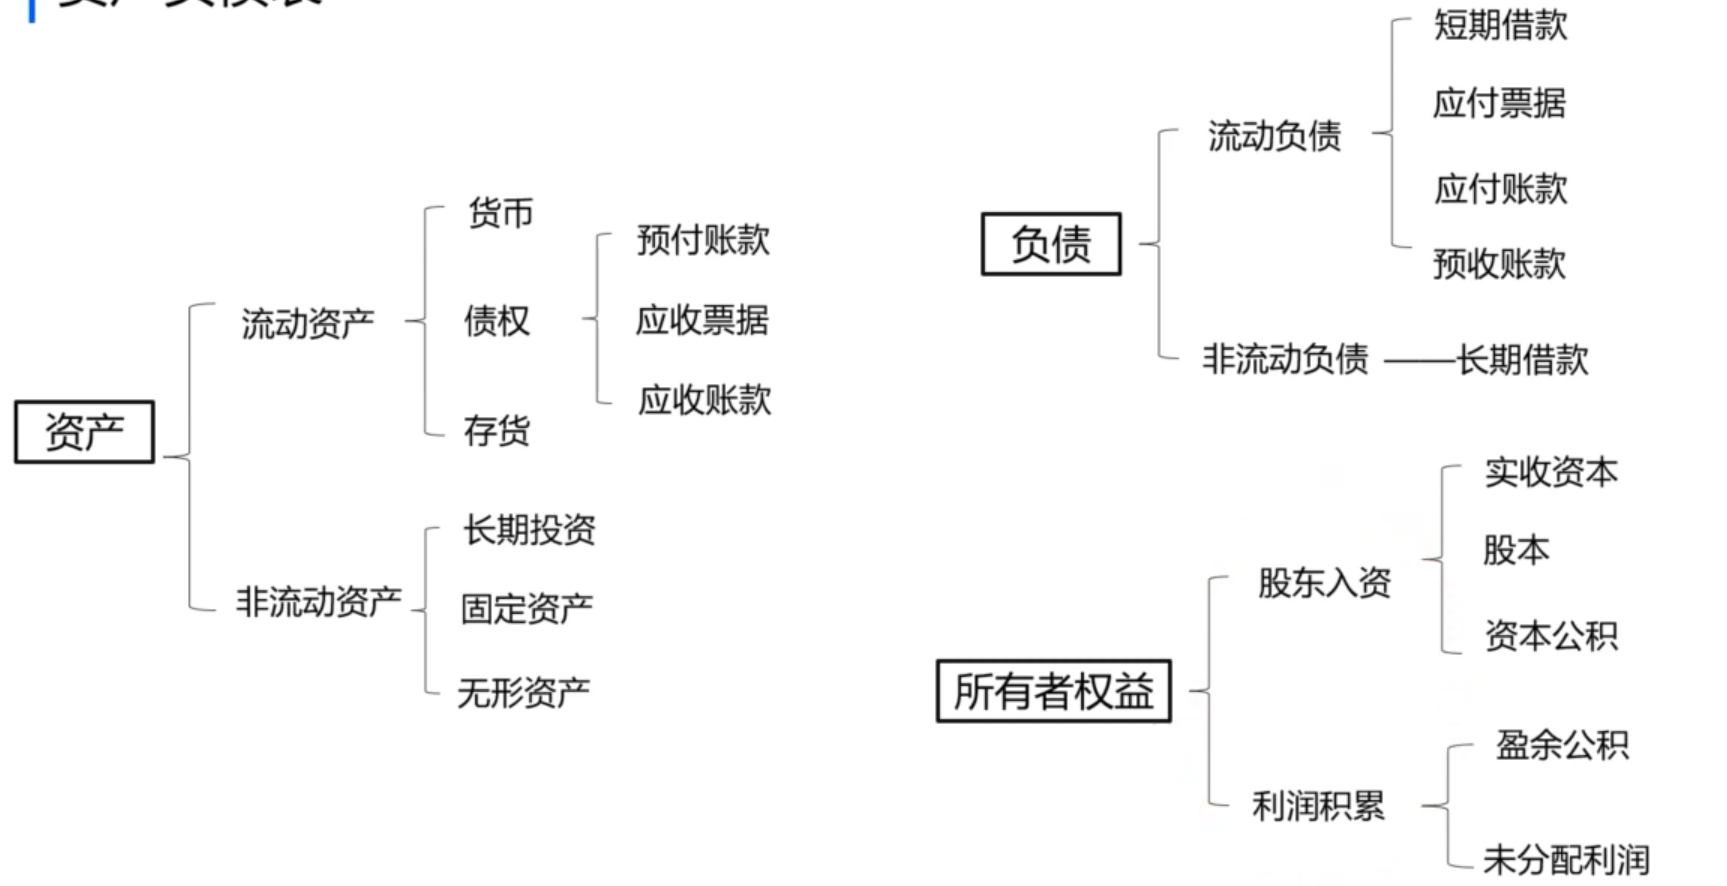 资产负债表
资产
流动资产
货币
债权
预付账款
应收票据
应收账款
存货
非流动资产
长期投资
固定资产
无形资产
负债
流动负债
短期借款
应付票据
应付账款
预收账款
非流动负债 ——长期借款
所有者权益
股东入资
实收资本
股本
资本公积
利润积累
盈余公积
未分配利润